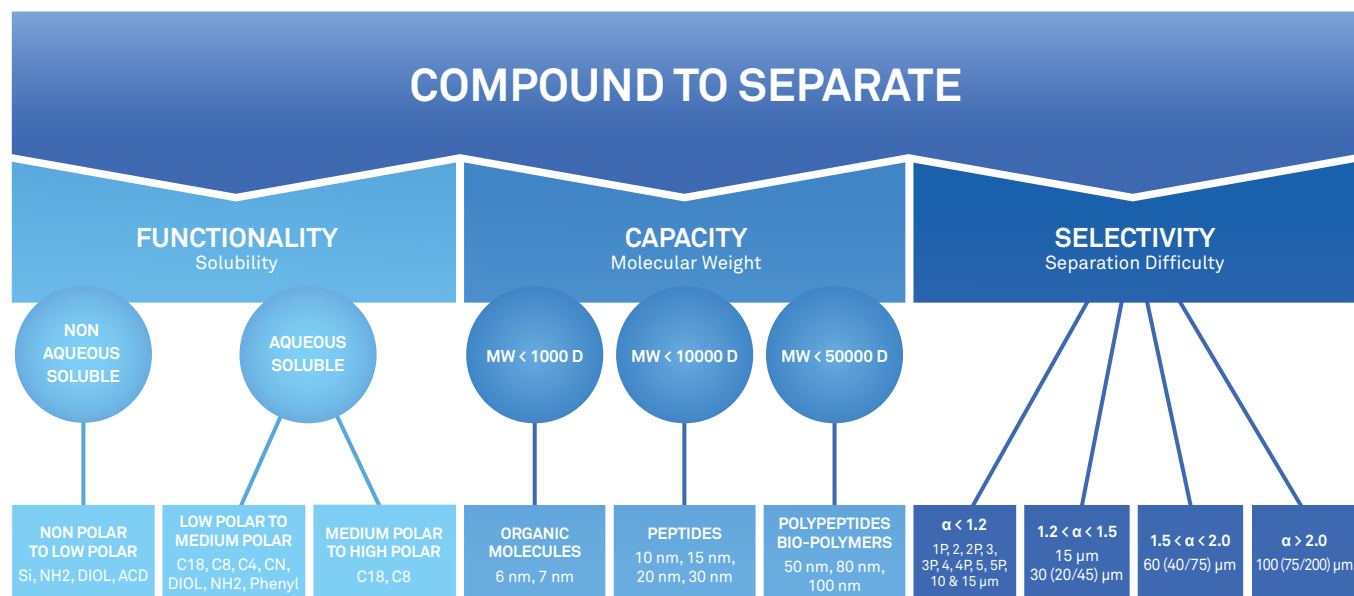 COMPOUND TO SEPARATE
FUNCTIONALITY
Solubility
NON
AQUEOUS
SOLUBLE
AQUEOUS
SOLUBLE
NON POLAR
TO LOW POLAR
Si, NH2, DIOL, ACD
LOW POLAR TO
MEDIUM POLAR
C18, C8, C4, CN,
DIOL, NH2, Phenyl
MEDIUM POLAR
TO HIGH POLAR
C18, C8
CAPACITY
Molecular Weight
MW < 1000 D
MW < 10000 D
MW < 50000 D
ORGANIC
MOLECULES
6 nm, 7 nm
PEPTIDES
10 nm, 15 nm,
20 nm, 30 nm
POLYPEPTIDES
BIO-POLYMERS
50 nm, 80 nm,
100 nm
SELECTIVITY
Separation Difficulty
α < 1.2
1P, 2, 2P, 3,
3P, 4, 4P, 5, 5P,
10 & 15 µm
1.2 < α < 1.5
15 µm
30 (20/45) µm
1.5 < α < 2.0
60 (40/75) µm
α > 2.0
100 (75/200) µm